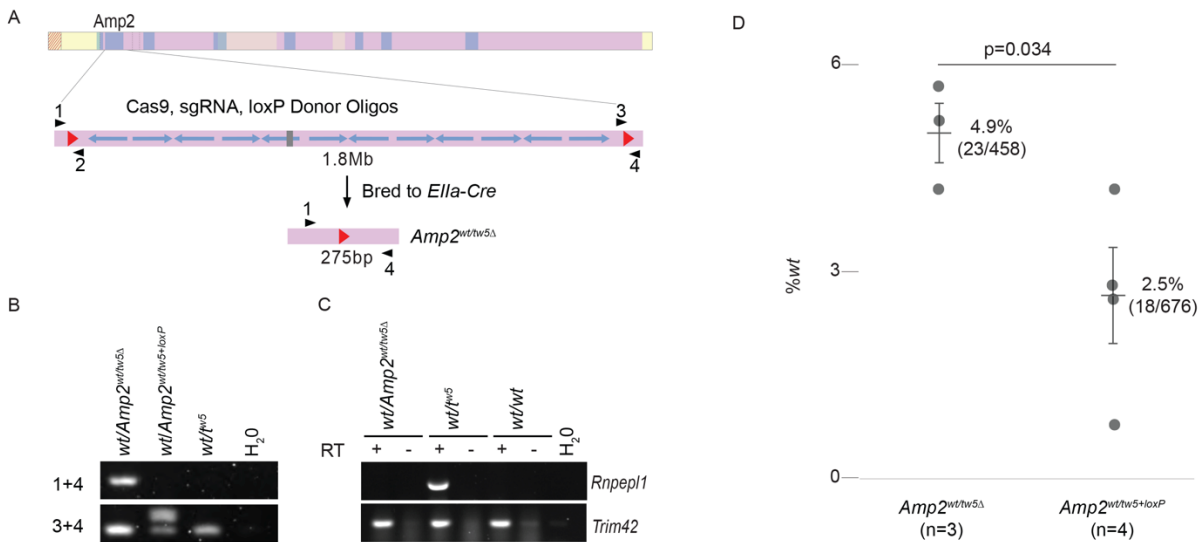 A
Amp2
Cas9, sgRNA, loxP Donor Oligos
1
3
2
1.8Mb
4
Bred to EIIa-Cre
1
Amp2wt/tw5Δ
275bp
4
B
wt/Amp2wt/tw5Δ
wt/Amp2wt/tw5+loxP
wt/tw5
H20
1+4
3+4
C
wt/Amp2wt/tw5Δ
wt/tw5
wt/wt
H20
RT + - + - + -
Rnpepl1
Trim42
D
p=0.034
6
4.9%
(23/458)
%wt
3
2.5%
(18/676)
0
Amp2wt/tw5Δ
(n=3)
Amp2wt/tw5+loxP
(n=4)